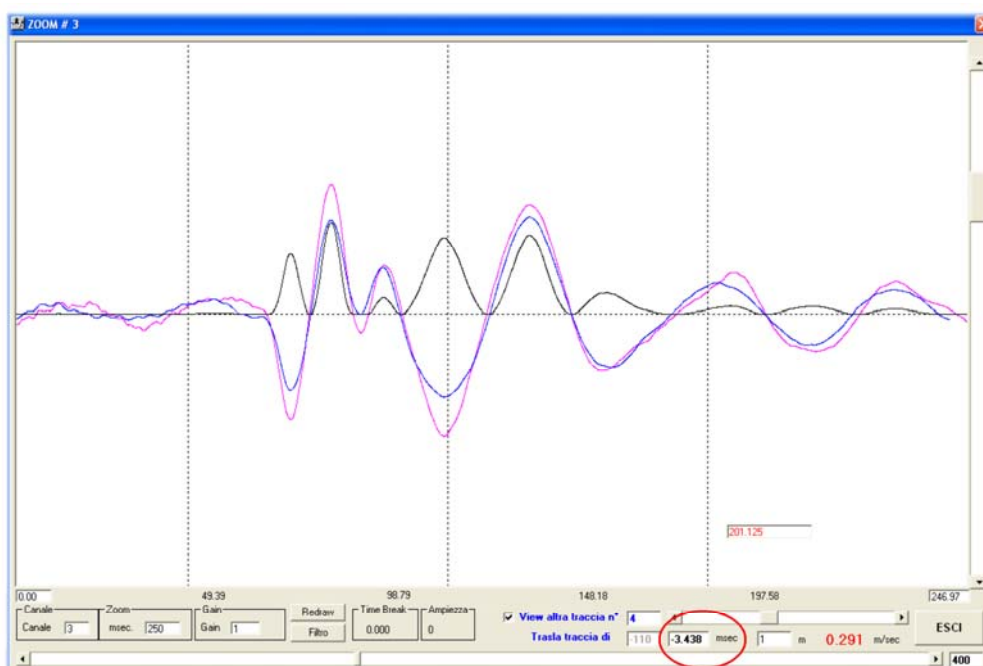 ZOOM # 3
201.125
0.00 49.39 98.79 148.18 197.58 246.97
Canale Zoom Gain Redraw Time Break Ampiezza View altra traccia n° 4
Canale 3 msec. 250 Gain 1 Filtro 0.000 0 Trasla traccia di -110 -3.438 msec 1 m 0.291 m/sec ESCI
400